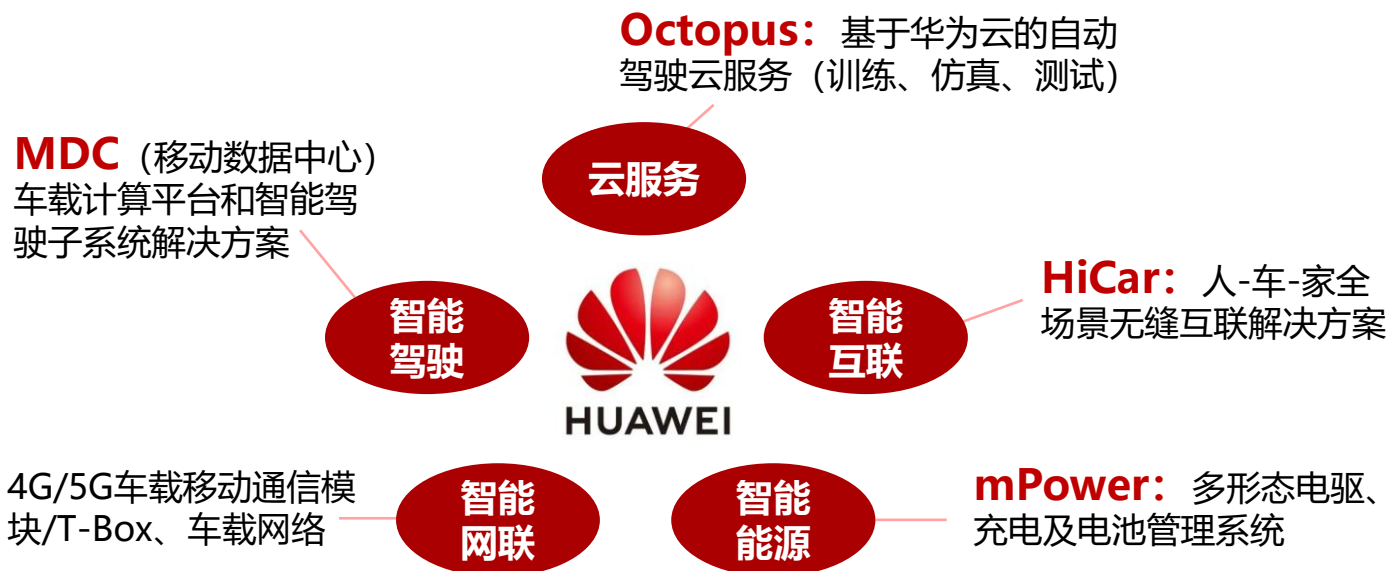 Octopus：基于华为云的自动
驾驶云服务（训练、仿真、测试）
云服务
MDC（移动数据中心）
车载计算平台和智能驾
驶子系统解决方案
智能
驾驶
HUAWEI
智能
互联
HiCar：人-车-家全
场景无缝互联解决方案
4G/5G车载移动通信模
块/T-Box、车载网络
智能
网联
智能
能源
mPower：多形态电驱、
充电及电池管理系统